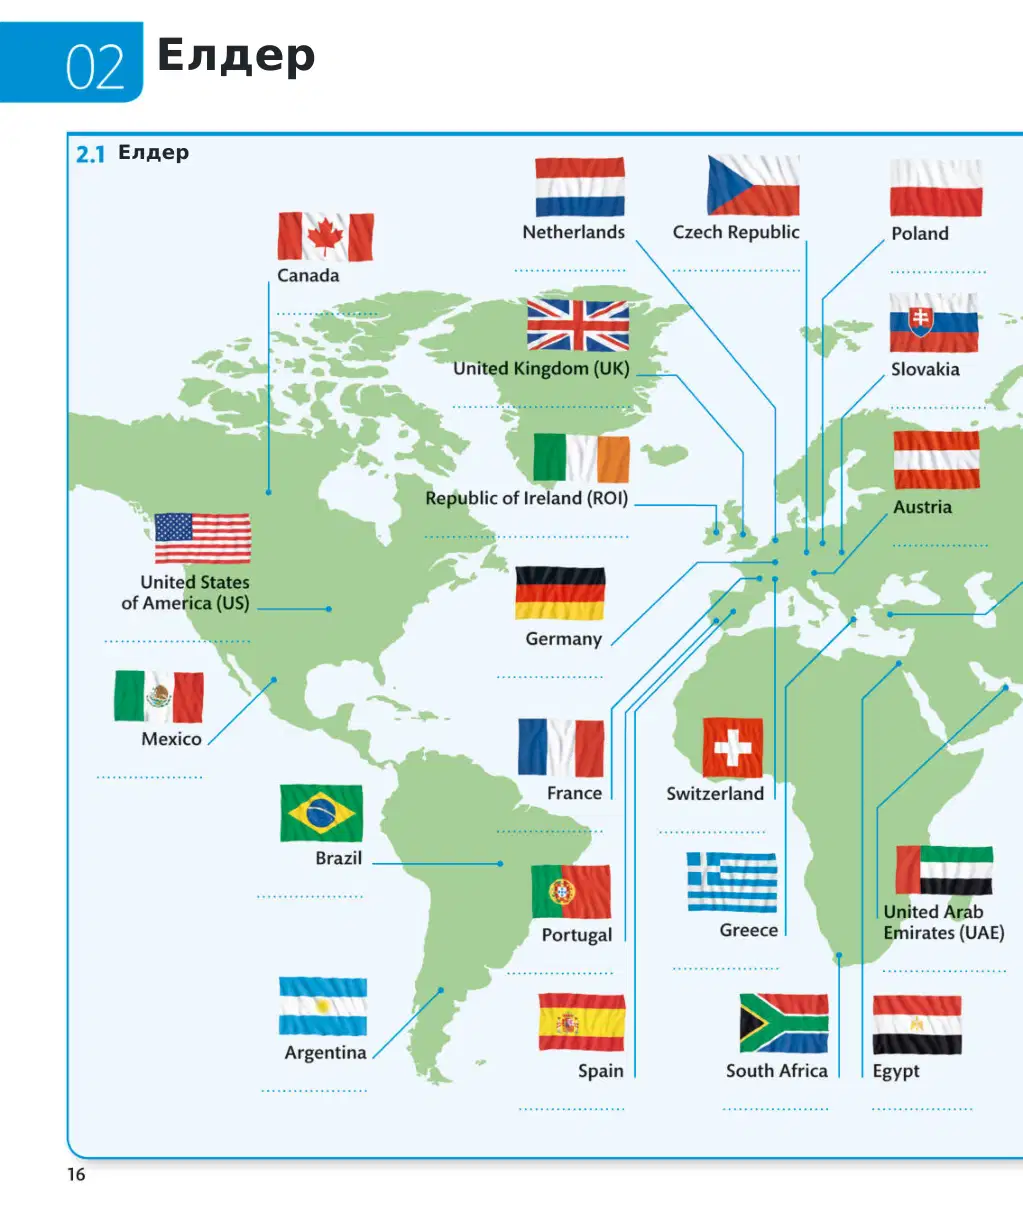 02 Елдер
2.1 Елдер
Netherlands
Czech Republic
Poland
Canada
United Kingdom (UK)
Slovakia
Republic of Ireland (ROI)
Austria
United States
of America (US)
Germany
Mexico
France
Switzerland
Brazil
Portugal
Greece
United Arab
Emirates (UAE)
Argentina
Spain
South Africa
Egypt
16